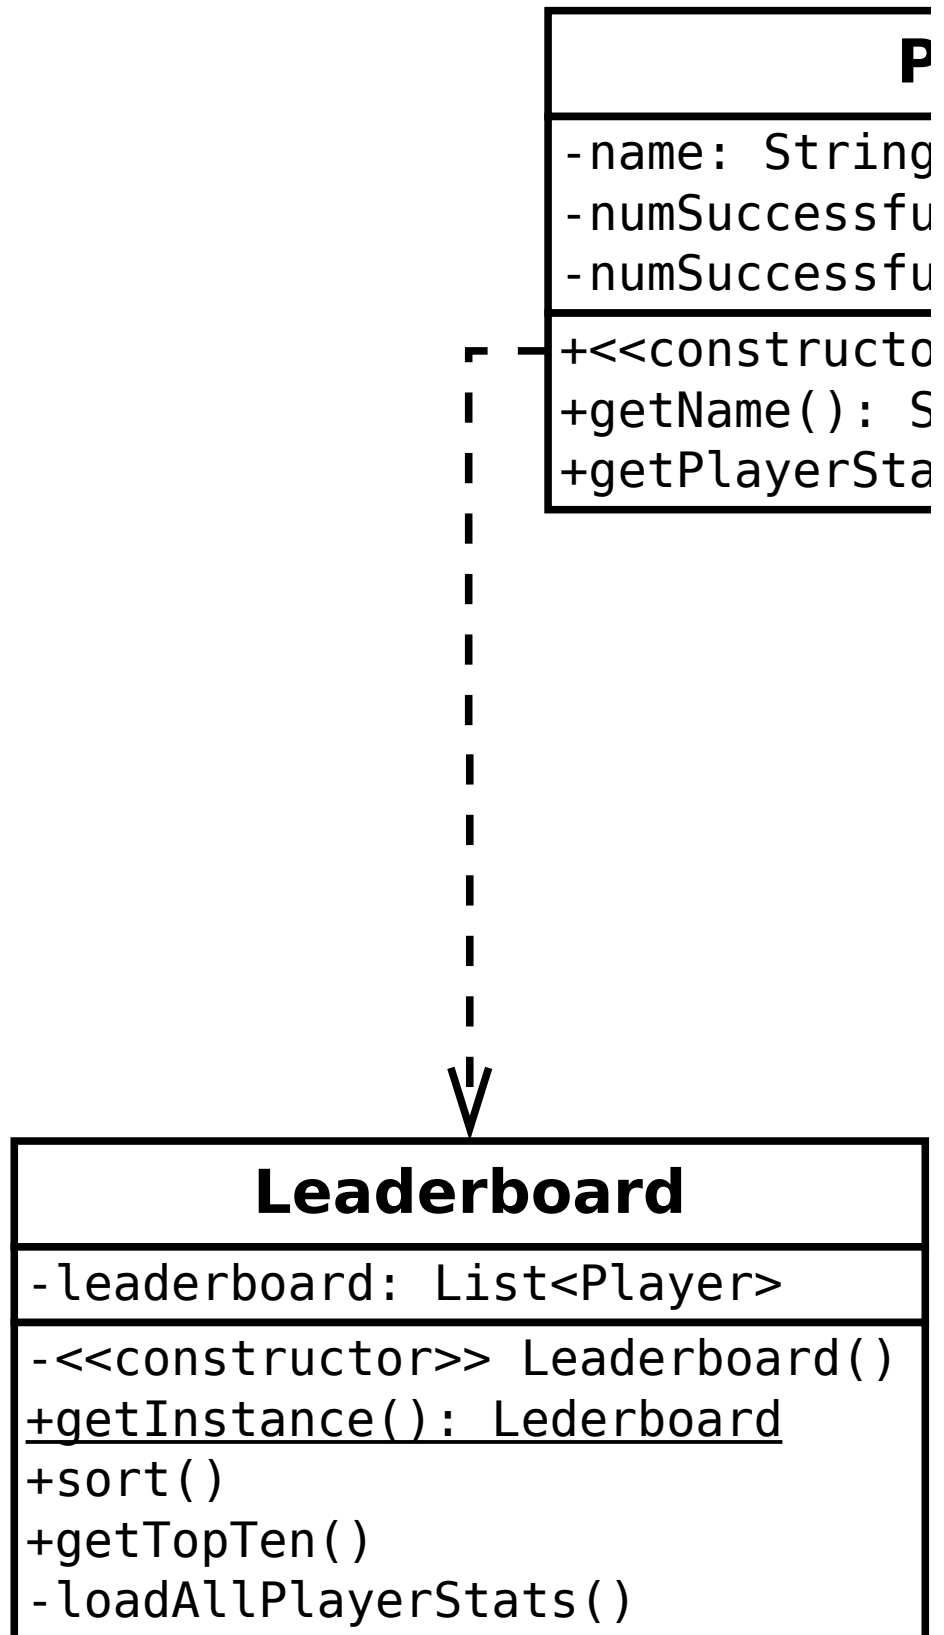 P
-name: String
-numSuccessfu
-numSuccessfu
+<<constructo
+getName(): S
+getPlayerSta
Leaderboard
-leaderboard: List<Player>
-<<constructor>> Leaderboard()
+getInstance(): Lederboard
+sort()
+getTopTen()
-loadAllPlayerStats()